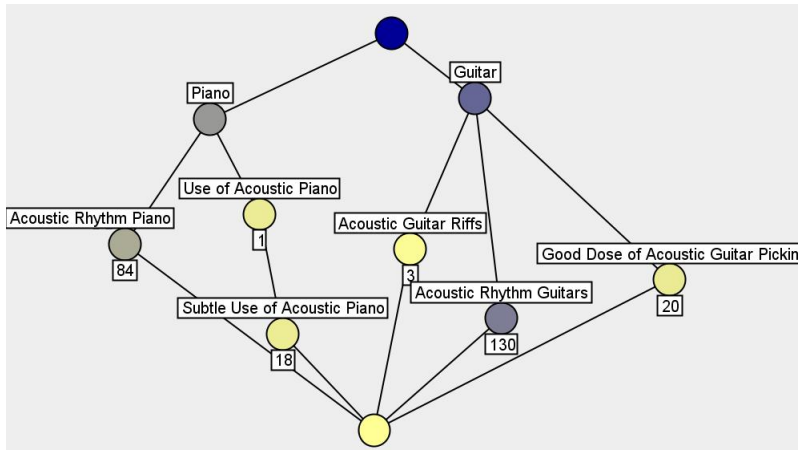 Guitar
Piano
Use of Acoustic Piano
1
Acoustic Rhythm Piano
84
Acoustic Guitar Riffs
3
Good Dose of Acoustic Guitar Pickin
20
Acoustic Rhythm Guitars
130
Subtle Use of Acoustic Piano
18